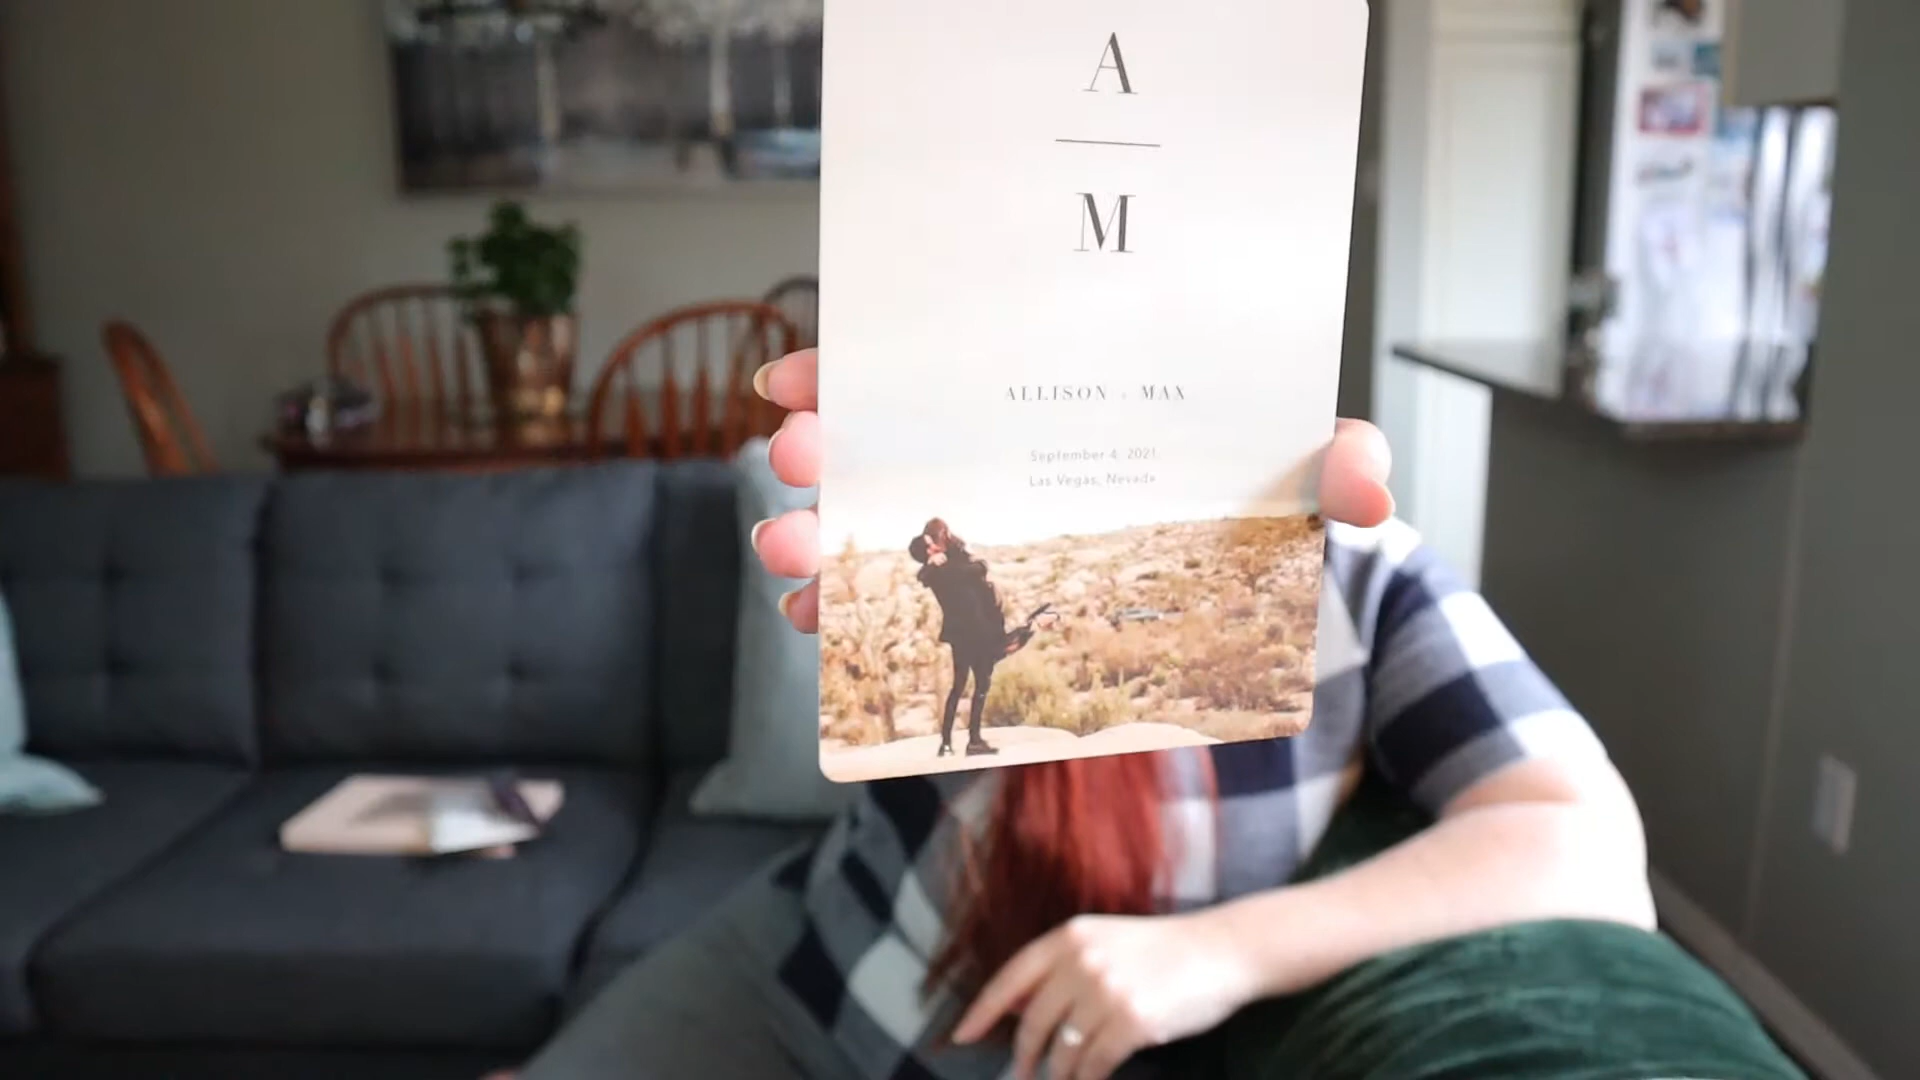 A
M
ALLISON + MAX
September 4, 2021
Las Vegas, Nevada